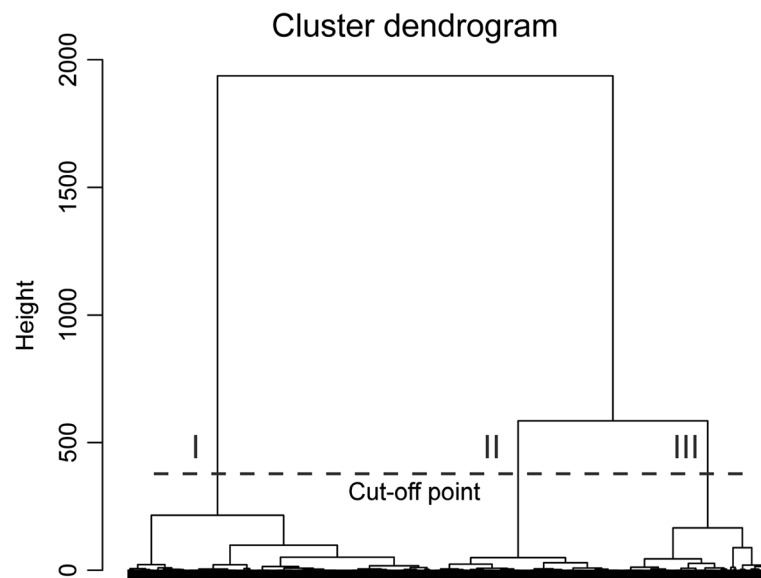 Cluster dendrogram
2000
1500
1000
500
0
Height
I
II
III
Cut-off point